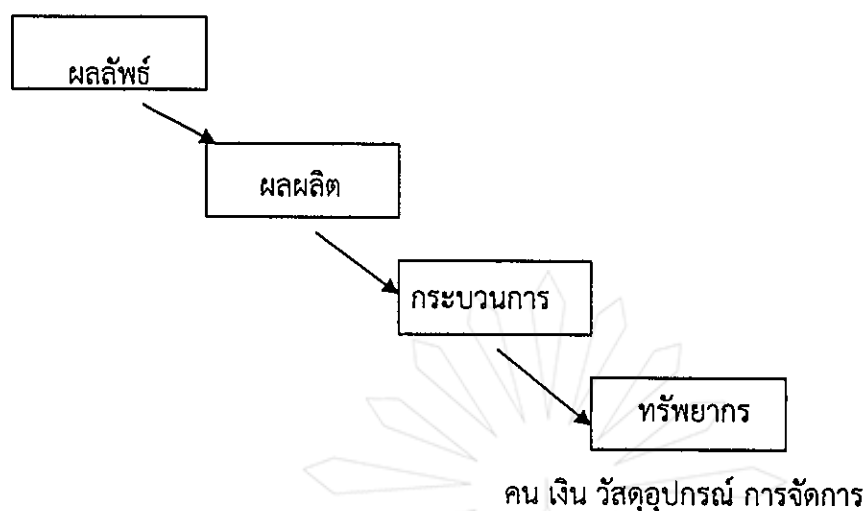 ผลลัพธ์
ผลผลิต
กระบวนการ
ทรัพยากร
คน เงิน วัสดุอุปกรณ์ การจัดการ